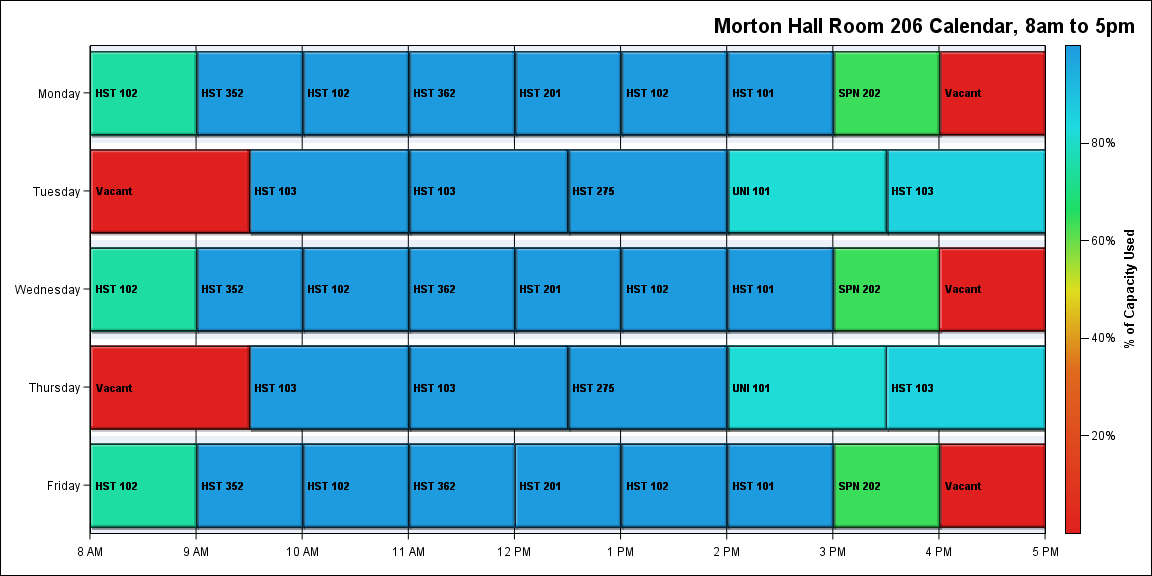 Morton Hall Room 206 Calendar, 8am to 5pm
Monday
HST 102
HST 352
HST 102
HST 362
HST 201
HST 102
HST 101
SPN 202
Vacant
Tuesday
Vacant
HST 103
HST 103
HST 275
UNI 101
HST 103
Wednesday
HST 102
HST 352
HST 102
HST 362
HST 201
HST 102
HST 101
SPN 202
Vacant
Thursday
Vacant
HST 103
HST 103
HST 275
UNI 101
HST 103
Friday
HST 102
HST 352
HST 102
HST 362
HST 201
HST 102
HST 101
SPN 202
Vacant
8 AM
9 AM
10 AM
11 AM
12 PM
1 PM
2 PM
3 PM
4 PM
5 PM
80%
60%
40%
20%
% of Capacity Used